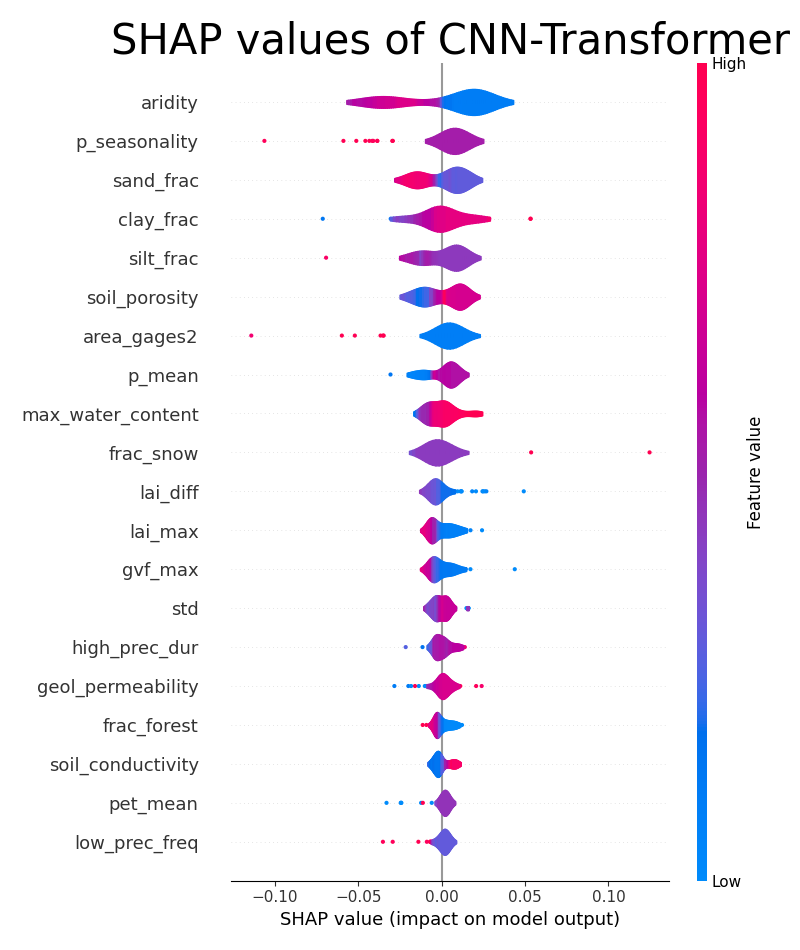 SHAP values of CNN-Transformer
High
aridity
p_seasonality
sand_frac
clay_frac
silt_frac
soil_porosity
area_gages2
p_mean
max_water_content
frac_snow
lai_diff
lai_max
gvf_max
std
high_prec_dur
geol_permeability
frac_forest
soil_conductivity
pet_mean
low_prec_freq
Feature value
Low
−0.10 −0.05 0.00 0.05 0.10
SHAP value (impact on model output)